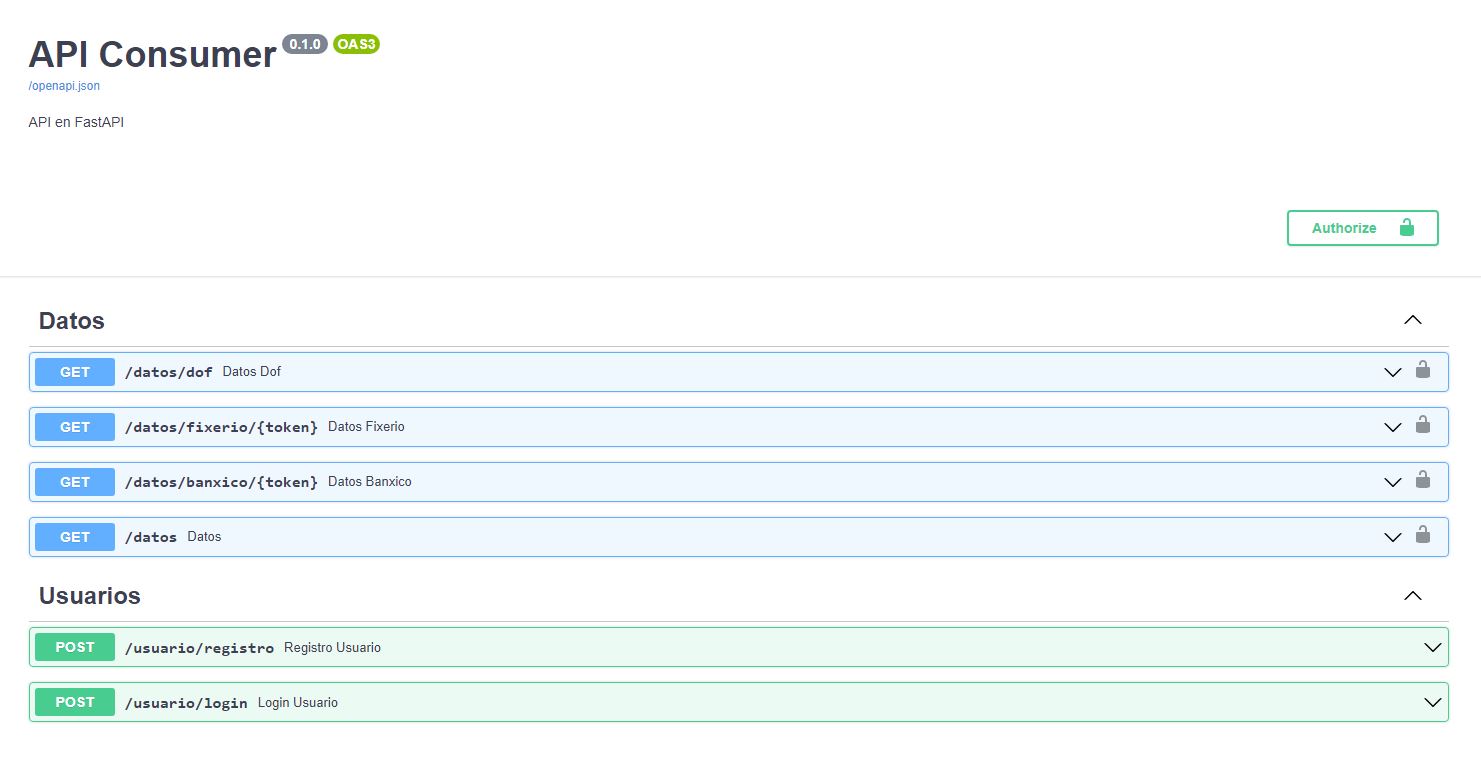 API Consumer 0.1.0 OAS3
/openapi.json
API en FastAPI
Authorize
Datos
GET /datos/dof Datos Dof
GET /datos/fixerio/{token} Datos Fixerio
GET /datos/banxico/{token} Datos Banxico
GET /datos Datos
Usuarios
POST /usuario/registro Registro Usuario
POST /usuario/login Login Usuario